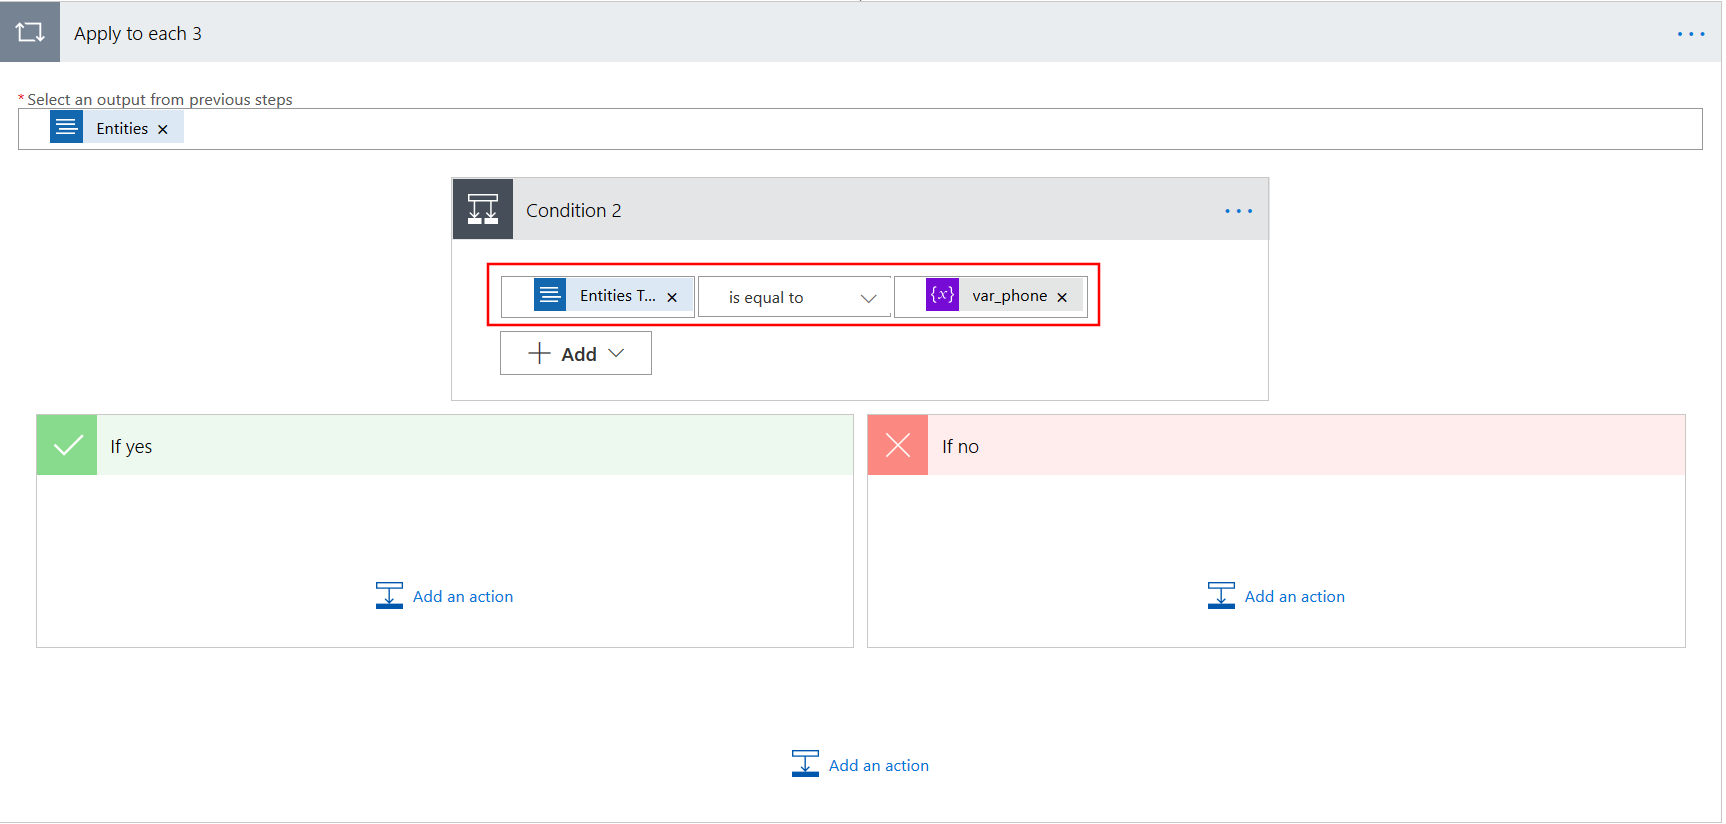 Apply to each 3
* Select an output from previous steps
Entities
Condition 2
Entities T... is equal to {x} var_phone
Add
If yes
If no
Add an action
Add an action
Add an action